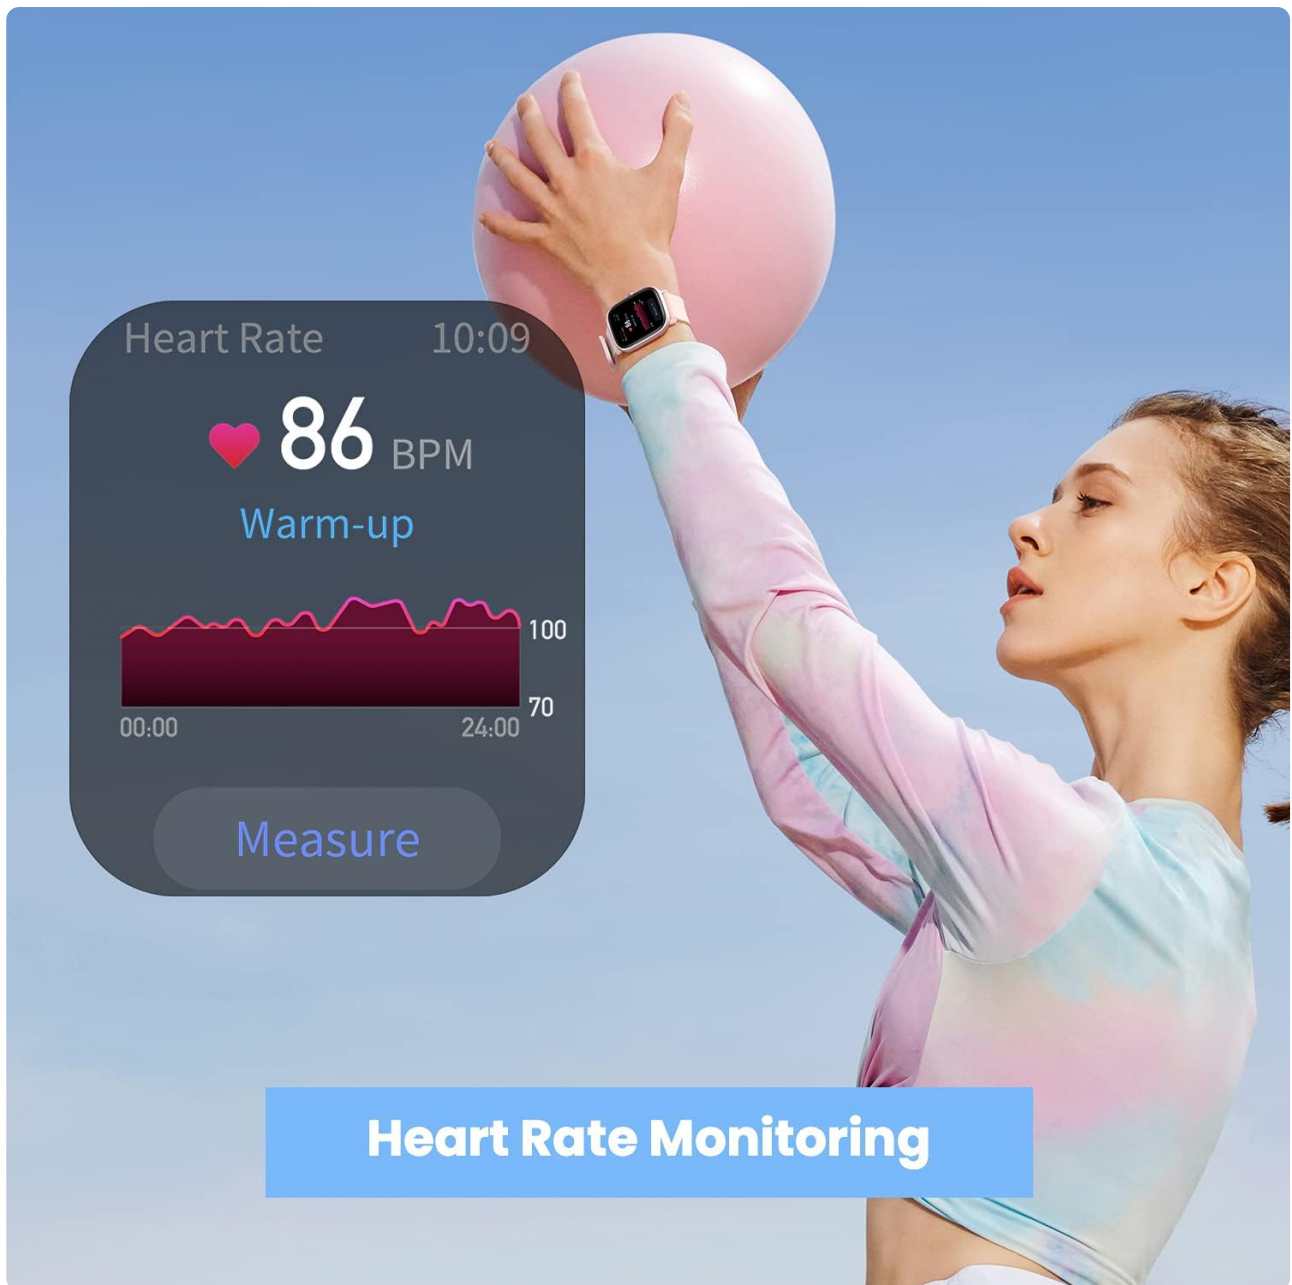 Heart Rate 10:09
86 BPM
Warm-up
100
70
00:00 24:00
Measure
Heart Rate Monitoring